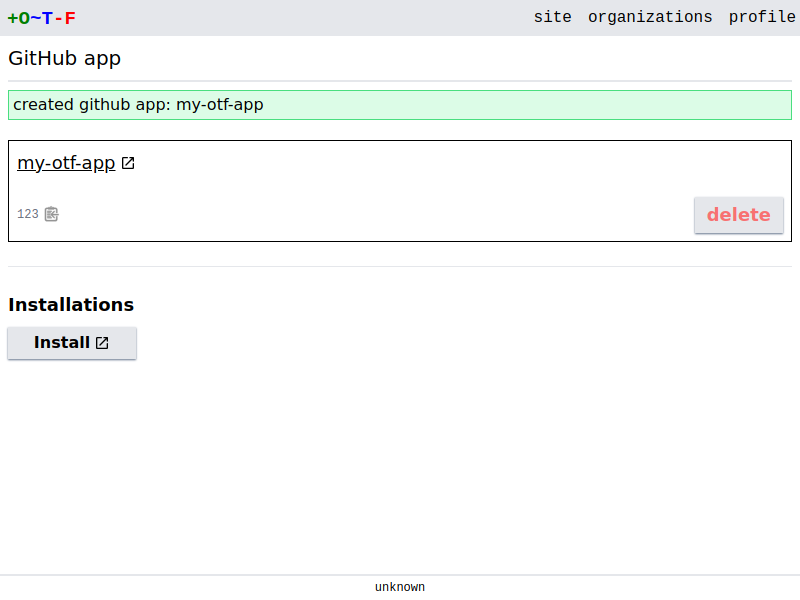 +O~T-F site organizations profile
GitHub app
created github app: my-otf-app
my-otf-app
123
delete
Installations
Install
unknown